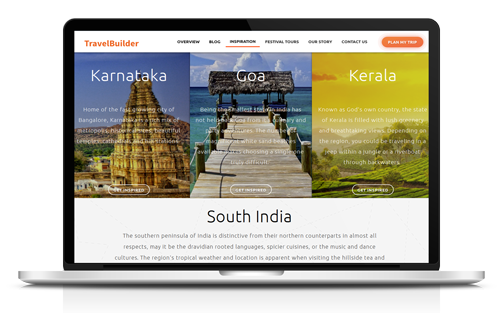 TravelBuilder
OVERVIEW BLOG INSPIRATION FESTIVAL TOURS OUR STORY CONTACT US PLAN MY TRIP
Karnataka
Home of the fast growing city of
Bangalore, Karnataka is a rich mix of
GET INSPIRED
Goa
Being the smallest state in India has
GET INSPIRED
Kerala
Known as God's own country, the state
of Kerala is filled with lush greenery
and breathtaking views. Depending on
the region, you could be traveling in a
jeep within a jungle or a riverboat
through backwaters.
GET INSPIRED
South India
The southern peninsula of India is distinctive from their northern counterparts in almost all
respects, may it be the dravidian rooted languages, spicier cuisines, or the music and dance
cultures. The region's tropical weather and location is apparent when visiting the hillside tea and